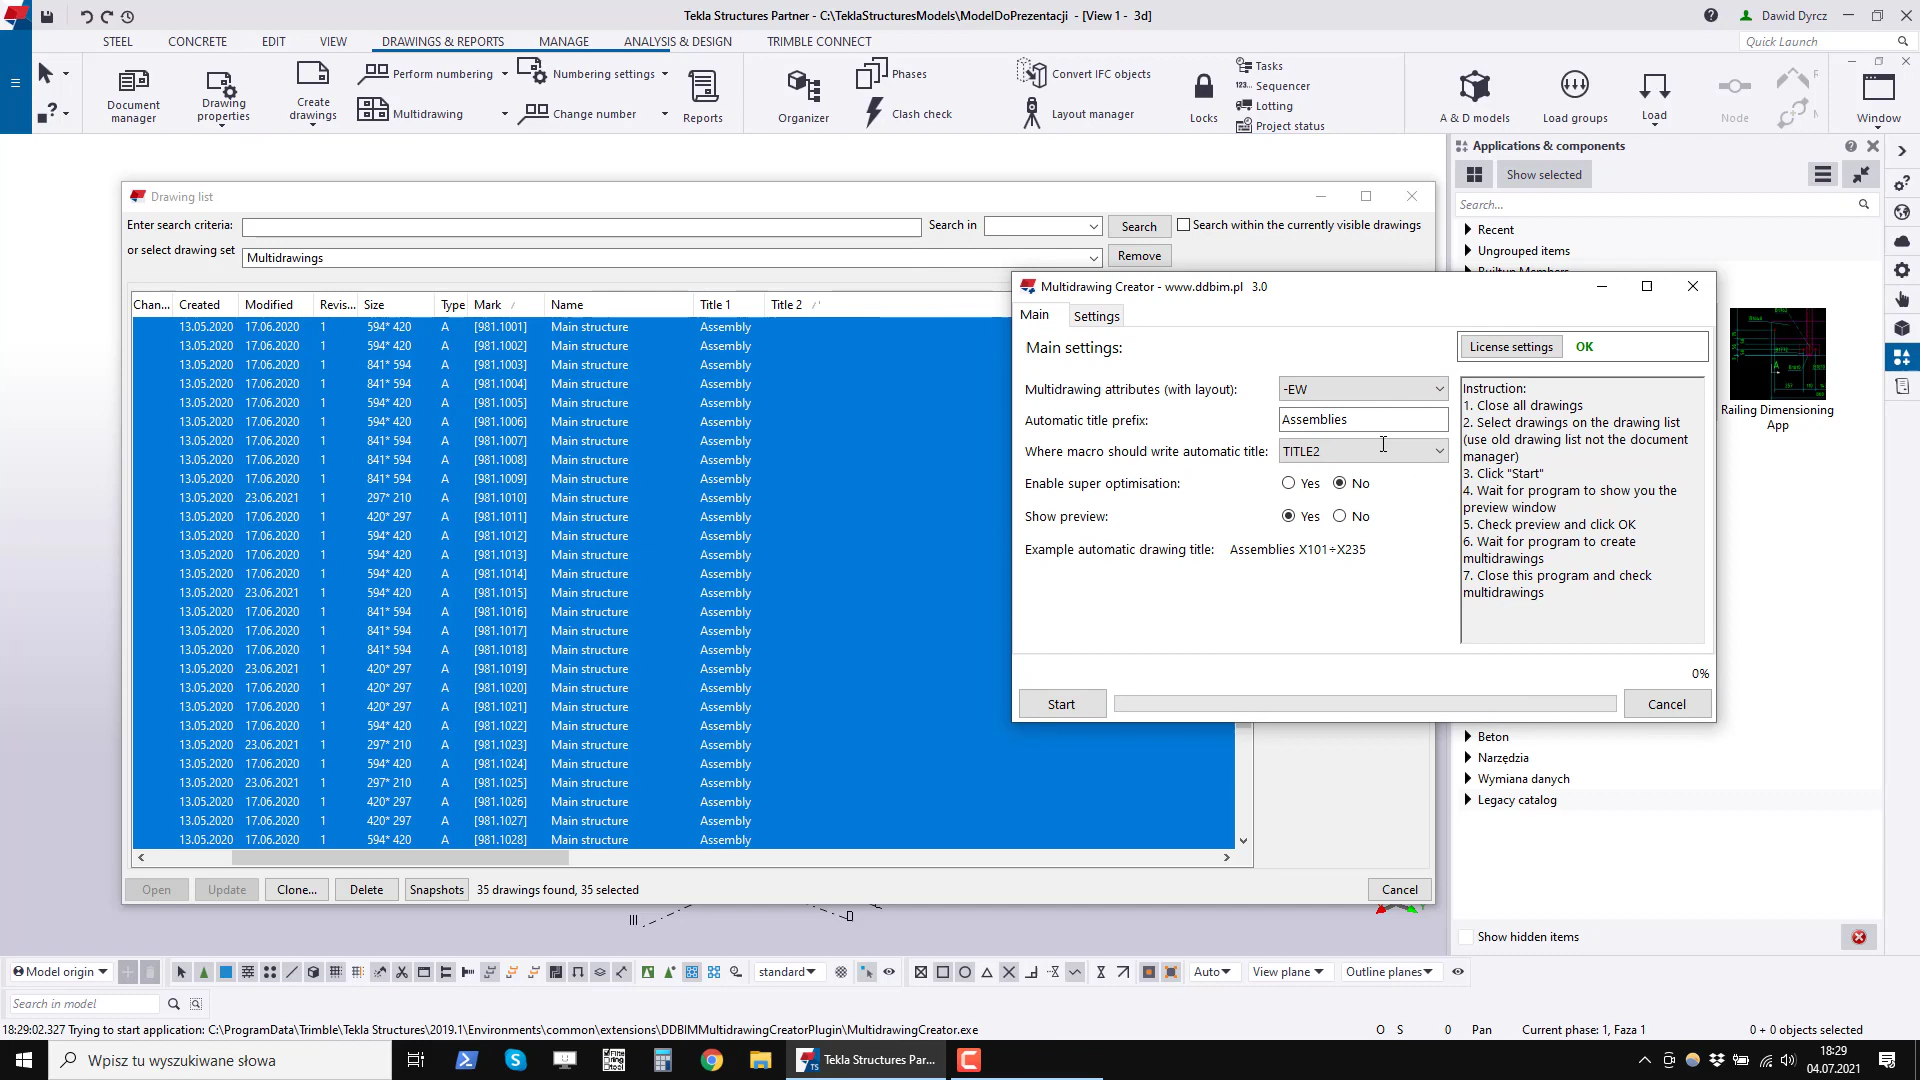 Tekla Structures Partner - C:\TeklaStructuresModels\ModelDoPrezentacji - [View 1 - 3d]
Dawid Dyrcz
STEEL CONCRETE EDIT VIEW DRAWINGS & REPORTS MANAGE ANALYSIS & DESIGN TRIMBLE CONNECT
Quick Launch
Document manager
Drawing properties
Create drawings
Perform numbering
Multidrawing
Numbering settings
Change number
Reports
Organizer
Phases
Clash check
Convert IFC objects
Layout manager
Locks
Tasks
Sequencer
Lotting
Project status
A & D models
Load groups
Load
Node
Window
Applications & components
Show selected
Search...
Recent
Ungrouped items
Railing Dimensioning App
Beton
Narzędzia
Wymiana danych
Legacy catalog
Show hidden items
Drawing list
Enter search criteria:
Search in
Search
Search within the currently visible drawings
or select drawing set
Multidrawings
Remove
Chan... Created Modified Revis... Size Type Mark Name Title 1 Title 2
13.05.2020 17.06.2020 1 594* 420 A [981.1001] Main structure Assembly
13.05.2020 17.06.2020 1 594* 420 A [981.1002] Main structure Assembly
13.05.2020 17.06.2020 1 841* 594 A [981.1003] Main structure Assembly
13.05.2020 17.06.2020 1 841* 594 A [981.1004] Main structure Assembly
13.05.2020 17.06.2020 1 594* 420 A [981.1005] Main structure Assembly
13.05.2020 17.06.2020 1 594* 420 A [981.1006] Main structure Assembly
13.05.2020 17.06.2020 1 841* 594 A [981.1007] Main structure Assembly
13.05.2020 17.06.2020 1 841* 594 A [981.1008] Main structure Assembly
13.05.2020 17.06.2020 1 841* 594 A [981.1009] Main structure Assembly
13.05.2020 23.06.2021 1 297* 210 A [981.1010] Main structure Assembly
13.05.2020 17.06.2020 1 420* 297 A [981.1011] Main structure Assembly
13.05.2020 17.06.2020 1 594* 420 A [981.1012] Main structure Assembly
13.05.2020 17.06.2020 1 594* 420 A [981.1013] Main structure Assembly
13.05.2020 17.06.2020 1 594* 420 A [981.1014] Main structure Assembly
13.05.2020 23.06.2021 1 594* 420 A [981.1015] Main structure Assembly
13.05.2020 17.06.2020 1 841* 594 A [981.1016] Main structure Assembly
13.05.2020 17.06.2020 1 841* 594 A [981.1017] Main structure Assembly
13.05.2020 17.06.2020 1 841* 594 A [981.1018] Main structure Assembly
13.05.2020 23.06.2021 1 420* 297 A [981.1019] Main structure Assembly
13.05.2020 17.06.2020 1 420* 297 A [981.1020] Main structure Assembly
13.05.2020 17.06.2020 1 420* 297 A [981.1021] Main structure Assembly
13.05.2020 17.06.2020 1 594* 420 A [981.1022] Main structure Assembly
13.05.2020 23.06.2021 1 297* 210 A [981.1023] Main structure Assembly
13.05.2020 17.06.2020 1 594* 420 A [981.1024] Main structure Assembly
13.05.2020 23.06.2021 1 297* 210 A [981.1025] Main structure Assembly
13.05.2020 17.06.2020 1 420* 297 A [981.1026] Main structure Assembly
13.05.2020 17.06.2020 1 420* 297 A [981.1027] Main structure Assembly
13.05.2020 17.06.2020 1 594* 420 A [981.1028] Main structure Assembly
Open Update Clone... Delete Snapshots 35 drawings found, 35 selected Cancel
Multidrawing Creator - www.ddbim.pl 3.0
Main Settings
Main settings:
License settings OK
Multidrawing attributes (with layout): -EW
Automatic title prefix: Assemblies
Where macro should write automatic title: TITLE2
Enable super optimisation: Yes No
Show preview: Yes No
Example automatic drawing title: Assemblies X101÷X235
Instruction:
1. Close all drawings
2. Select drawings on the drawing list
(use old drawing list not the document
manager)
3. Click "Start"
4. Wait for program to show you the
preview window
5. Check preview and click OK
6. Wait for program to create
multidrawings
7. Close this program and check
multidrawings
0%
Start Cancel
Model origin
standard
Auto
View plane
Outline planes
Search in model
18:29:02.327 Trying to start application: C:\ProgramData\Trimble\Tekla Structures\2019.1\Environments\common\extensions\DDBIMMultidrawingCreatorPlugin\MultidrawingCreator.exe
O S 0 Pan Current phase: 1, Faza 1 0 + 0 objects selected
Wpisz tu wyszukiwane słowa
Tekla Structures Par...
18:29
04.07.2021